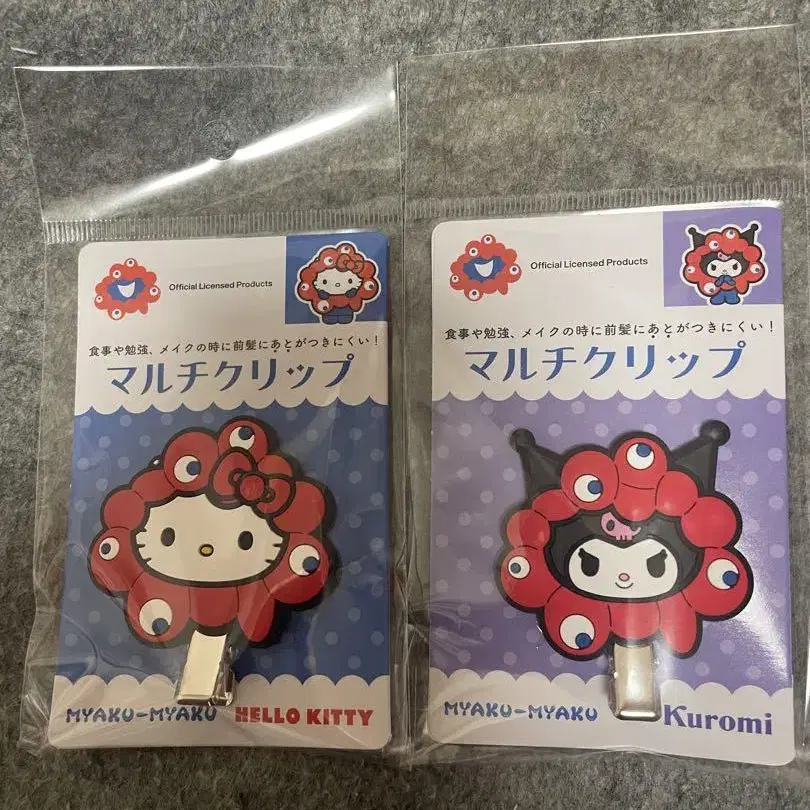 Official Licensed Products
食事や勉強、メイクの時に前髪にあとがつきにくい!
マルチクリップ
MYAKU-MYAKU HELLO KITTY
Official Licensed Products
食事や勉強、メイクの時に前髪にあとがつきにくい!
マルチクリップ
MYAKU-MYAKU Kuromi